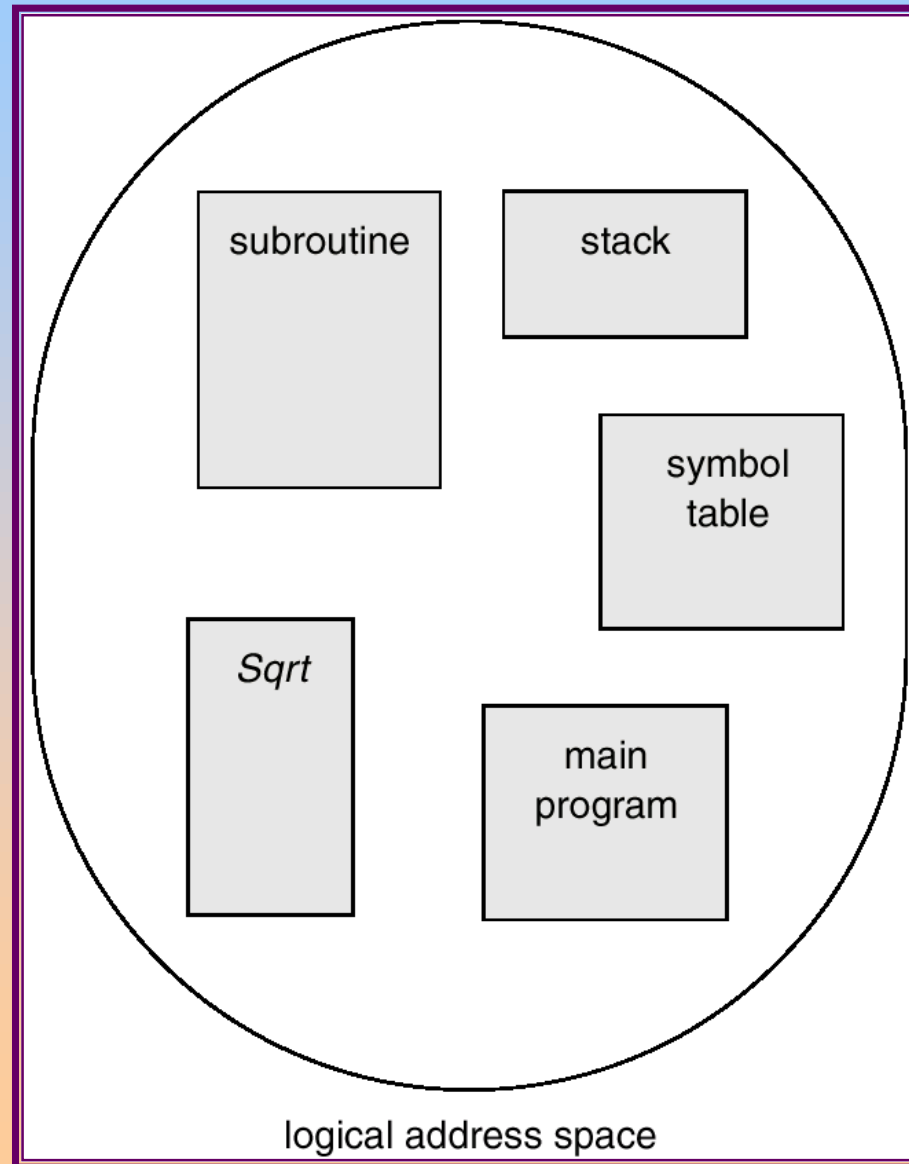 subroutine
stack
symbol
table
Sqrt
main
program
logical address space